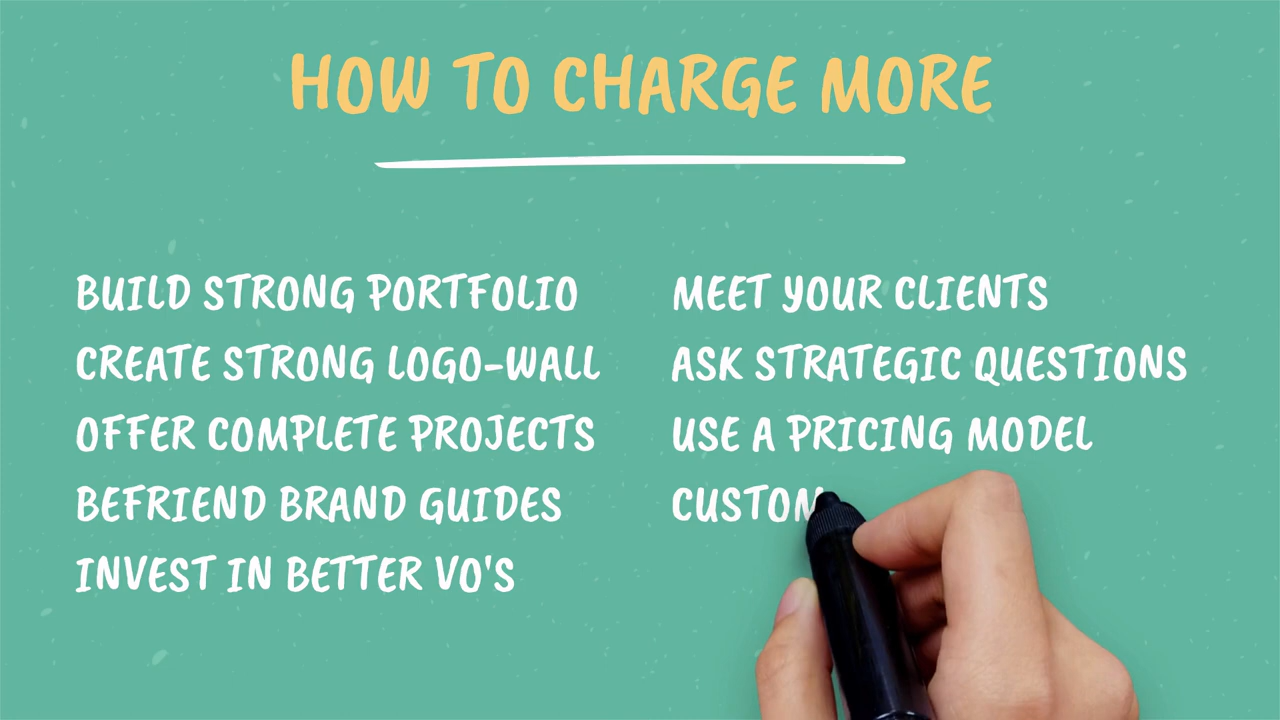 HOW TO CHARGE MORE
BUILD STRONG PORTFOLIO
CREATE STRONG LOGO-WALL
OFFER COMPLETE PROJECTS
BEFRIEND BRAND GUIDES
INVEST IN BETTER VO'S
MEET YOUR CLIENTS
ASK STRATEGIC QUESTIONS
USE A PRICING MODEL
CUSTOM